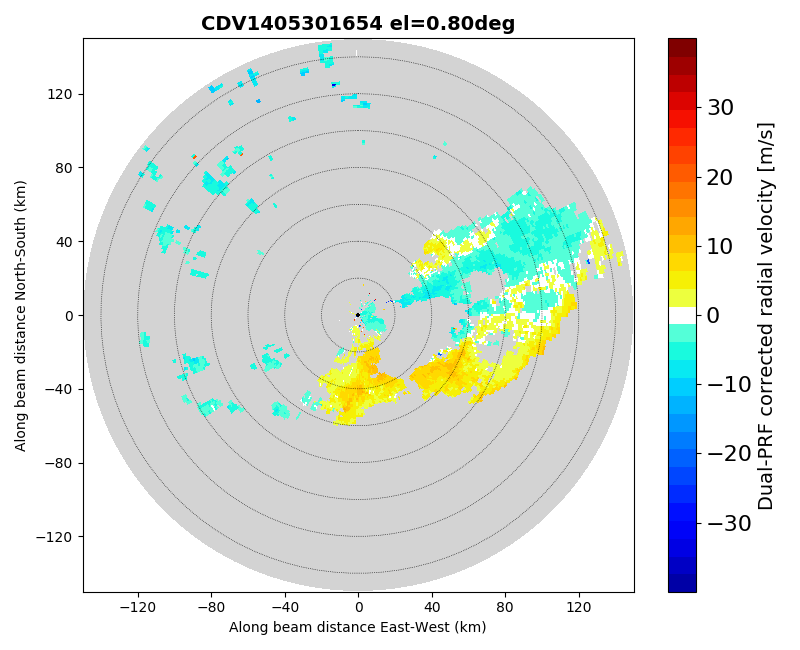 CDV1405301654 el=0.80deg
Along beam distance North-South (km)
120
80
40
0
−40
−80
−120
−120 −80 −40 0 40 80 120
Along beam distance East-West (km)
30
20
10
0
−10
−20
−30
Dual-PRF corrected radial velocity [m/s]